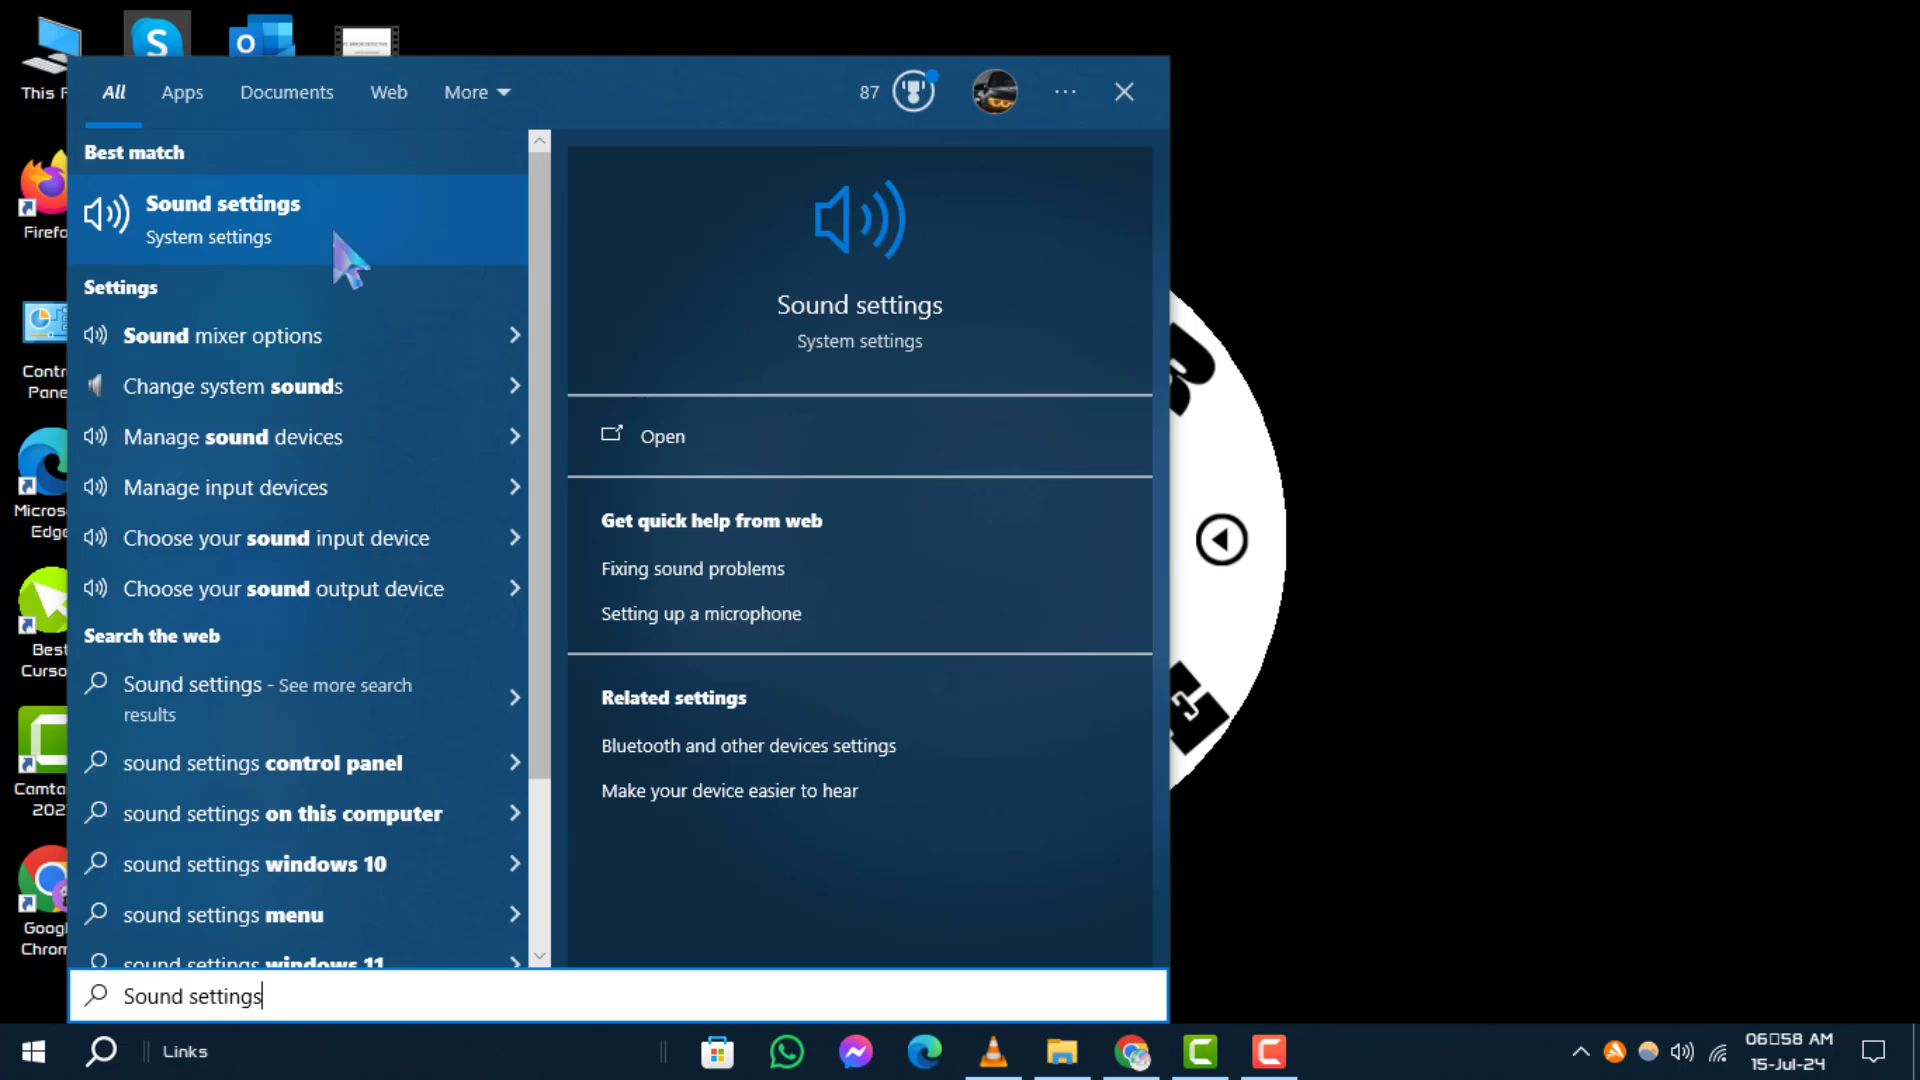 This
Firefo
Contr
Pane
Micros
Edge
Best
Curso
Camta
202
Googl
Chrom
All
Apps
Documents
Web
More
87
Best match
Sound settings
System settings
Settings
Sound mixer options
Change system sounds
Manage sound devices
Manage input devices
Choose your sound input device
Choose your sound output device
Search the web
Sound settings - See more search
results
sound settings control panel
sound settings on this computer
sound settings windows 10
sound settings menu
sound settings windows 11
Sound settings
System settings
Open
Get quick help from web
Fixing sound problems
Setting up a microphone
Related settings
Bluetooth and other devices settings
Make your device easier to hear
Sound settings
Links
06□58 AM
15-Jul-24